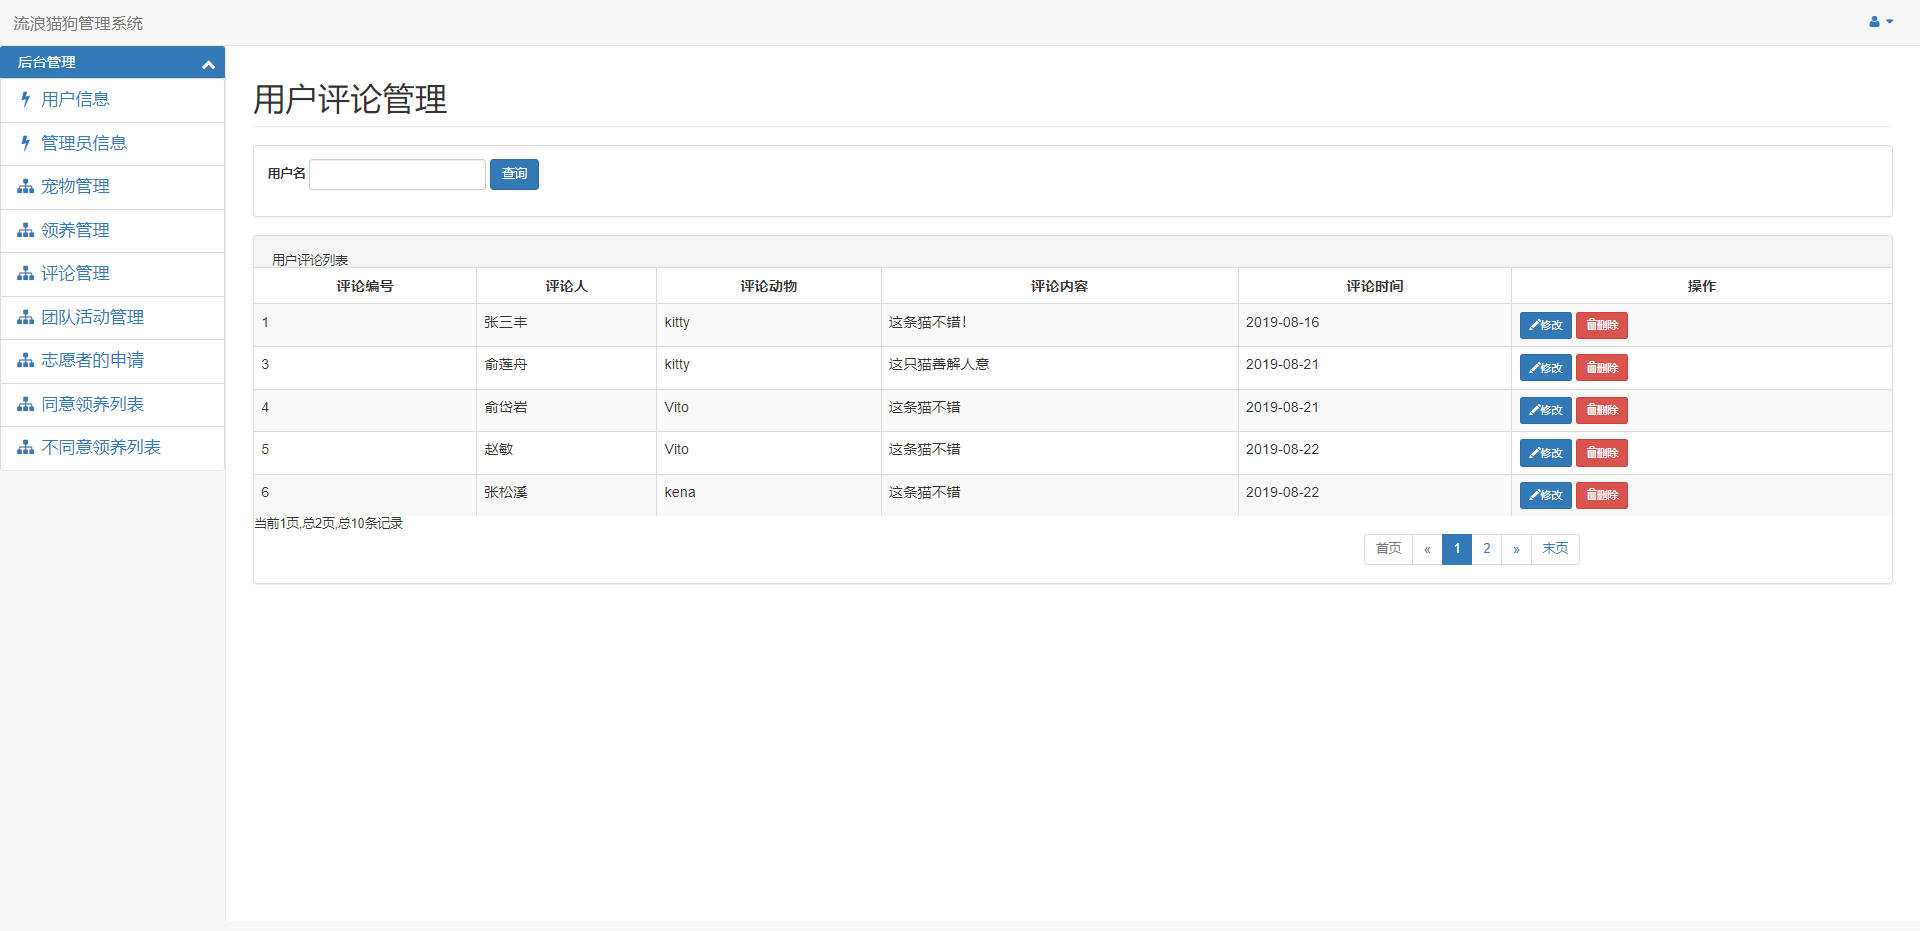 流浪猫狗管理系统
后台管理
用户信息
管理员信息
宠物管理
领养管理
评论管理
团队活动管理
志愿者的申请
同意领养列表
不同意领养列表
用户评论管理
用户名 查询
用户评论列表
评论编号 评论人 评论动物 评论内容 评论时间 操作
1 张三丰 kitty 这条猫不错! 2019-08-16 修改 删除
3 俞莲舟 kitty 这只猫善解人意 2019-08-21 修改 删除
4 俞岱岩 Vito 这条猫不错 2019-08-21 修改 删除
5 赵敏 Vito 这条猫不错 2019-08-22 修改 删除
6 张松溪 kena 这条猫不错 2019-08-22 修改 删除
当前1页,总2页,总10条记录
首页 « 1 2 » 末页